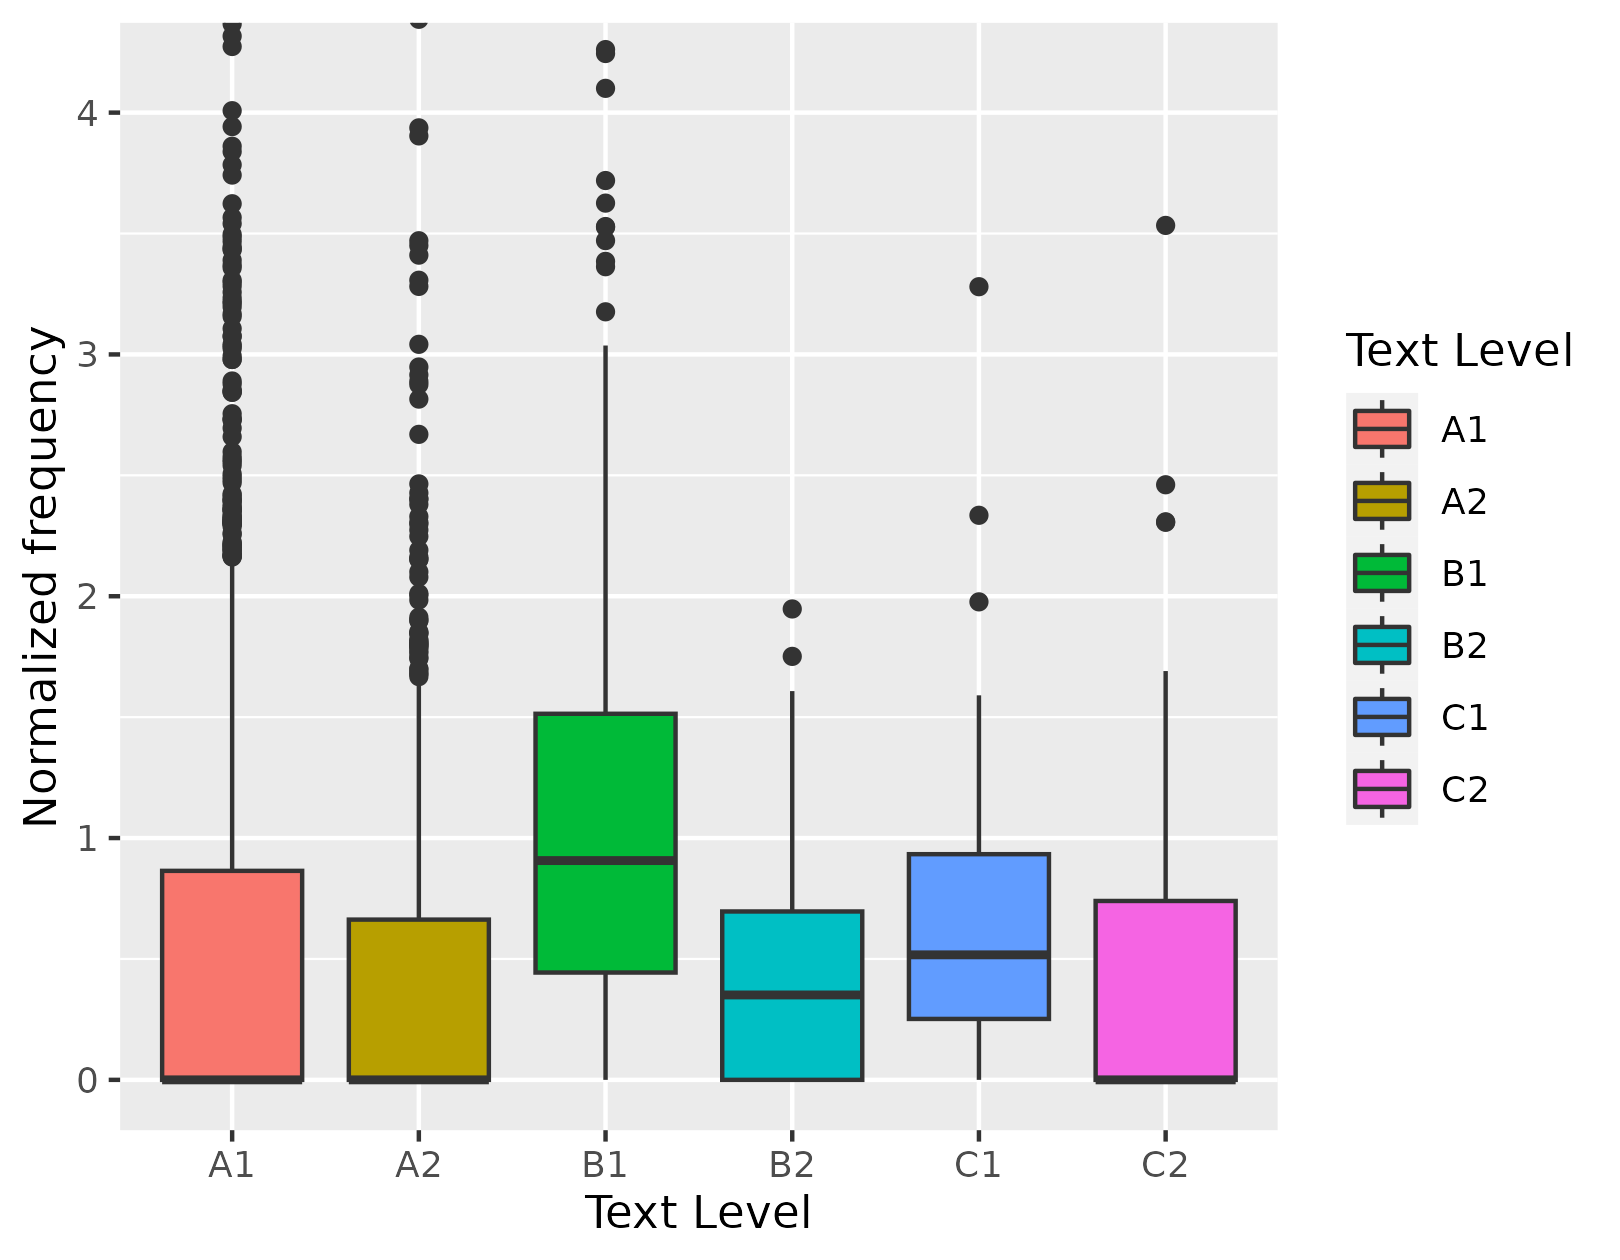 Normalized frequency
4
3
2
1
0
A1 A2 B1 B2 C1 C2
Text Level
Text Level
A1
A2
B1
B2
C1
C2